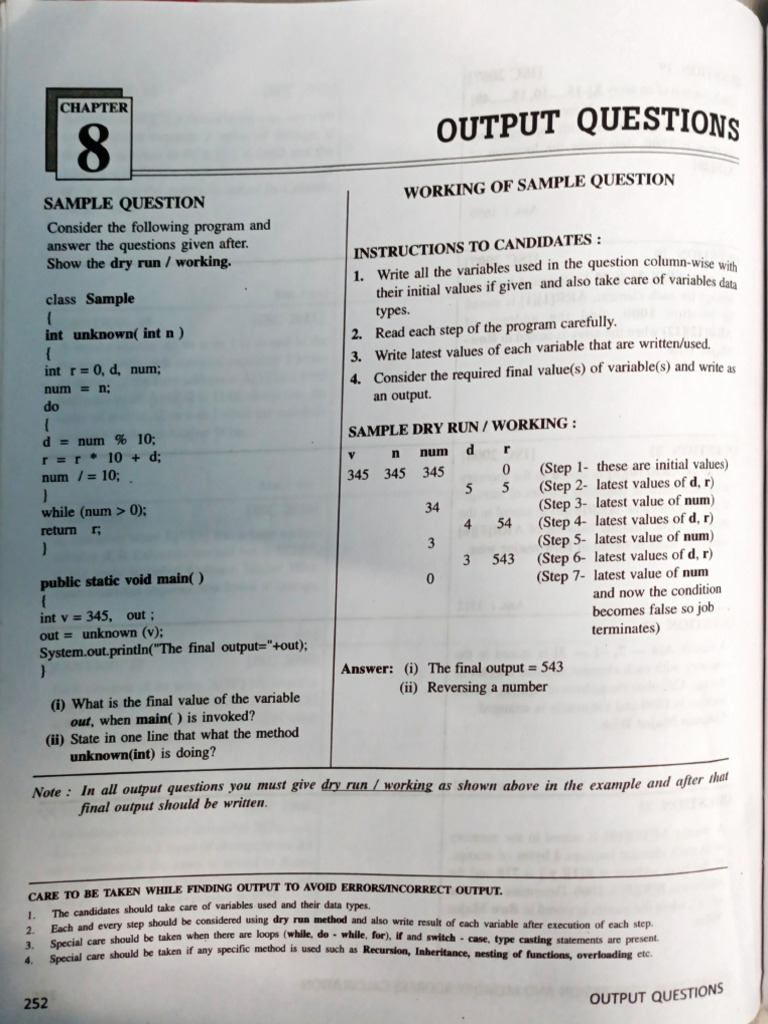 CHAPTER
8
OUTPUT QUESTIONS
SAMPLE QUESTION
Consider the following program and
answer the questions given after.
Show the dry run / working.
class Sample
{
int unknown( int n )
{
int r = 0, d, num;
num = n;
do
{
d = num % 10;
r = r * 10 + d;
num / = 10;
}
while (num > 0);
return r;
}
public static void main( )
{
int v = 345, out ;
out = unknown (v);
System.out.println("The final output="+out);
}
(i) What is the final value of the variable
out, when main( ) is invoked?
(ii) State in one line that what the method
unknown(int) is doing?
WORKING OF SAMPLE QUESTION
INSTRUCTIONS TO CANDIDATES :
1. Write all the variables used in the question column-wise with
their initial values if given and also take care of variables data
types.
2. Read each step of the program carefully.
3. Write latest values of each variable that are written/used.
4. Consider the required final value(s) of variable(s) and write as
an output.
SAMPLE DRY RUN / WORKING :
v n num d r
345 345 345 0 (Step 1- these are initial values)
5 5 (Step 2- latest values of d, r)
34 (Step 3- latest value of num)
4 54 (Step 4- latest values of d, r)
3 (Step 5- latest value of num)
3 543 (Step 6- latest values of d, r)
0 (Step 7- latest value of num
and now the condition
becomes false so job
terminates)
Answer: (i) The final output = 543
(ii) Reversing a number
Note : In all output questions you must give dry run / working as shown above in the example and after that
final output should be written.
CARE TO BE TAKEN WHILE FINDING OUTPUT TO AVOID ERRORS/INCORRECT OUTPUT.
1. The candidates should take care of variables used and their data types.
2. Each and every step should be considered using dry run method and also write result of each variable after execution of each step.
3. Special care should be taken when there are loops (while, do - while, for), if and switch - case, type casting statements are present.
4. Special care should be taken if any specific method is used such as Recursion, Inheritance, nesting of functions, overloading etc.
252
OUTPUT QUESTIONS